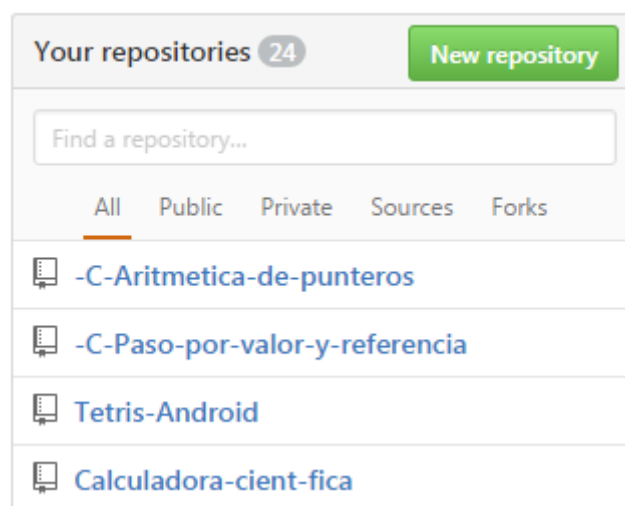 Your repositories 24 New repository
Find a repository...
All Public Private Sources Forks
-C-Aritmetica-de-punteros
-C-Paso-por-valor-y-referencia
Tetris-Android
Calculadora-cient-fica